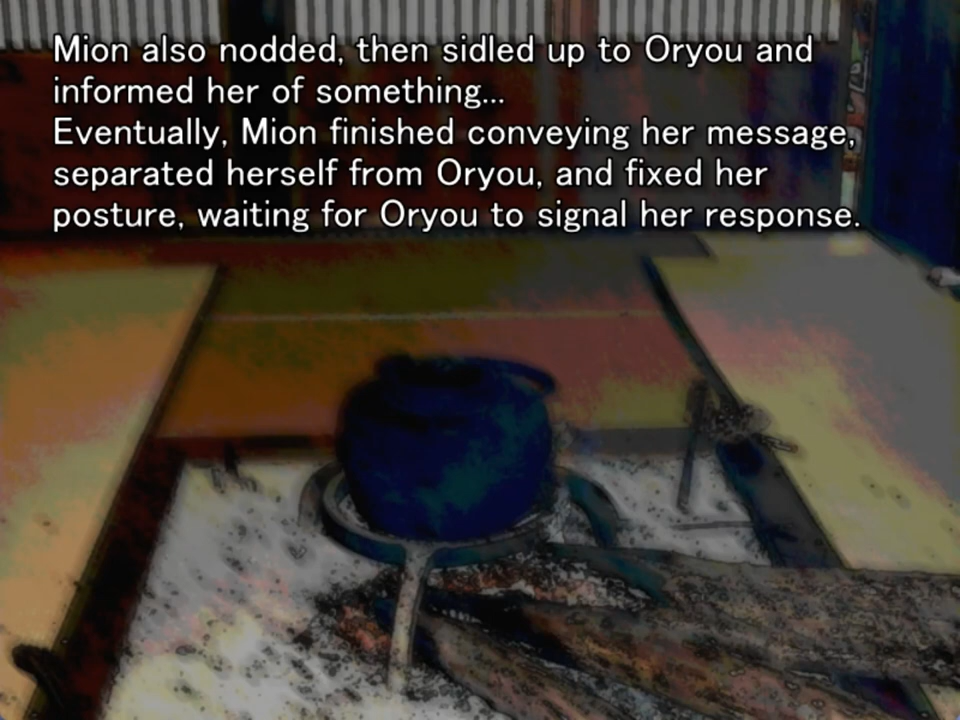 Mion also nodded, then sidled up to Oryou and
informed her of something...
Eventually, Mion finished conveying her message,
separated herself from Oryou, and fixed her
posture, waiting for Oryou to signal her response.